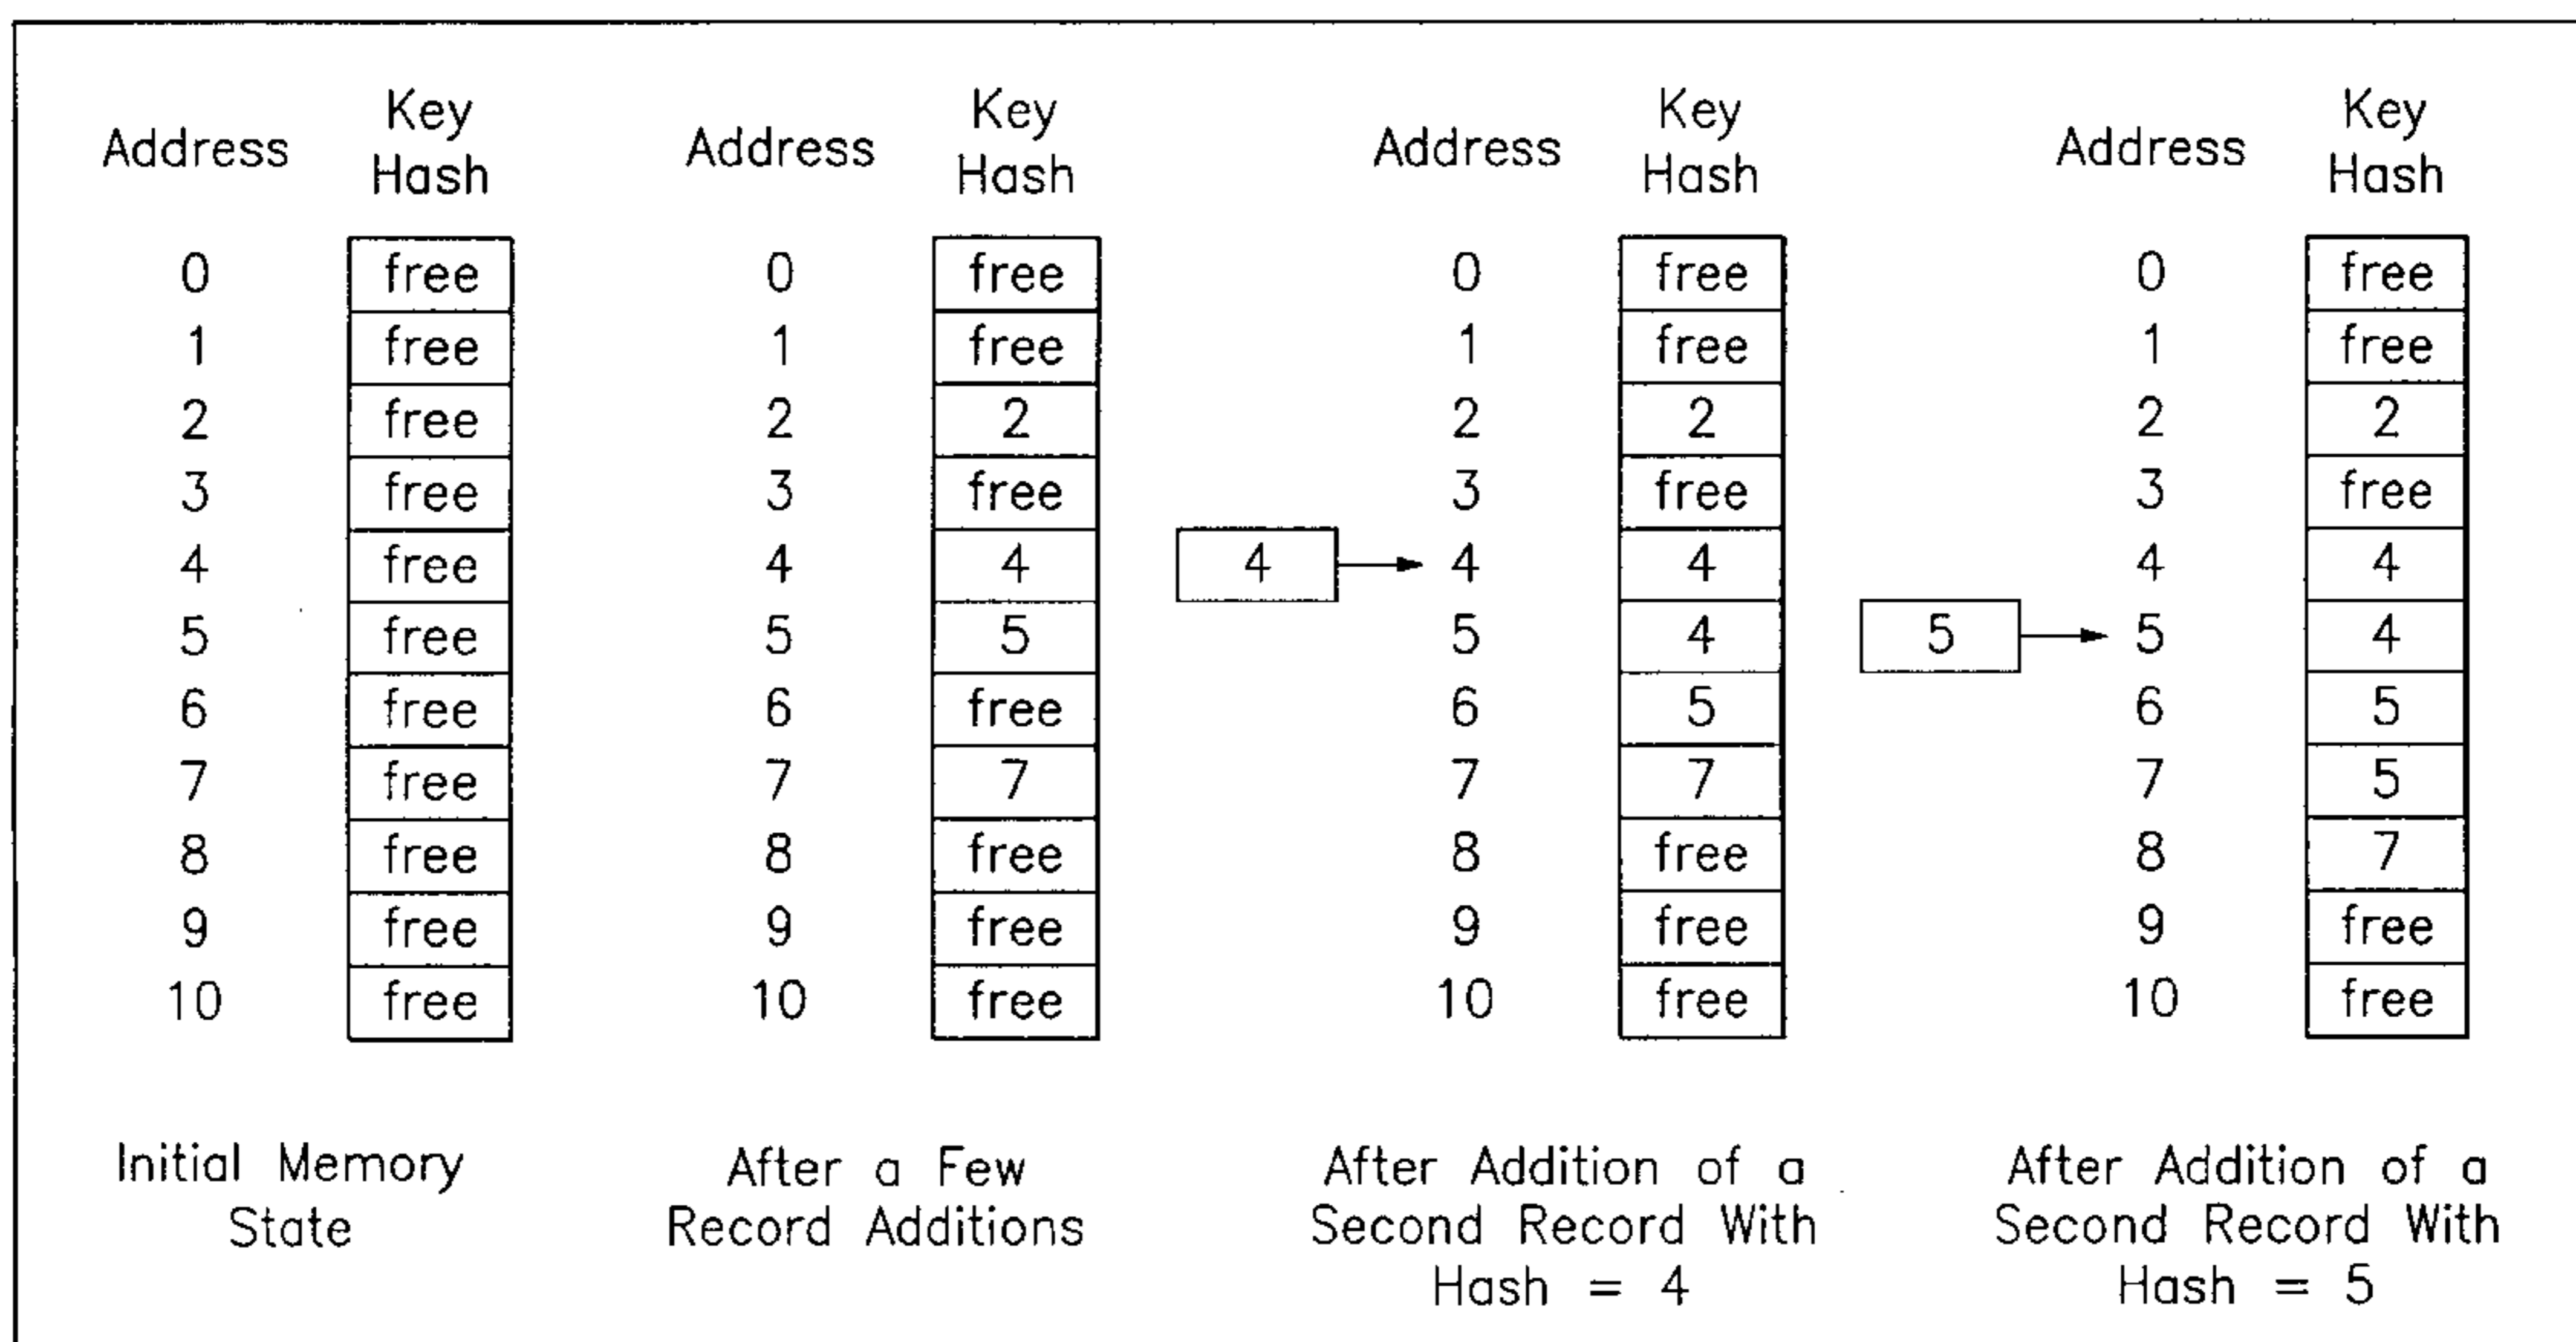 Key Key Key Key
Address Address Address Address
Hash Hash Hash Hash
0 free 0 free 0 free 0 free
1 free 1 free 1 free 1 free
2 free 2 2 2 2 2 2
3 free 3 free 3 free 3 free
4 free 4 4 4 4 4 4 4
5 free 5 5 5 4 5 5 4
6 free 6 free 6 5 6 5
7 free 7 7 7 7 7 5
8 free 8 free 8 free 8 7
9 free 9 free 9 free 9 free
10 free 10 free 10 free 10 free
Initial Memory
State
After a Few
Record Additions
After Addition of a
Second Record With
Hash = 4
After Addition of a
Second Record With
Hash = 5